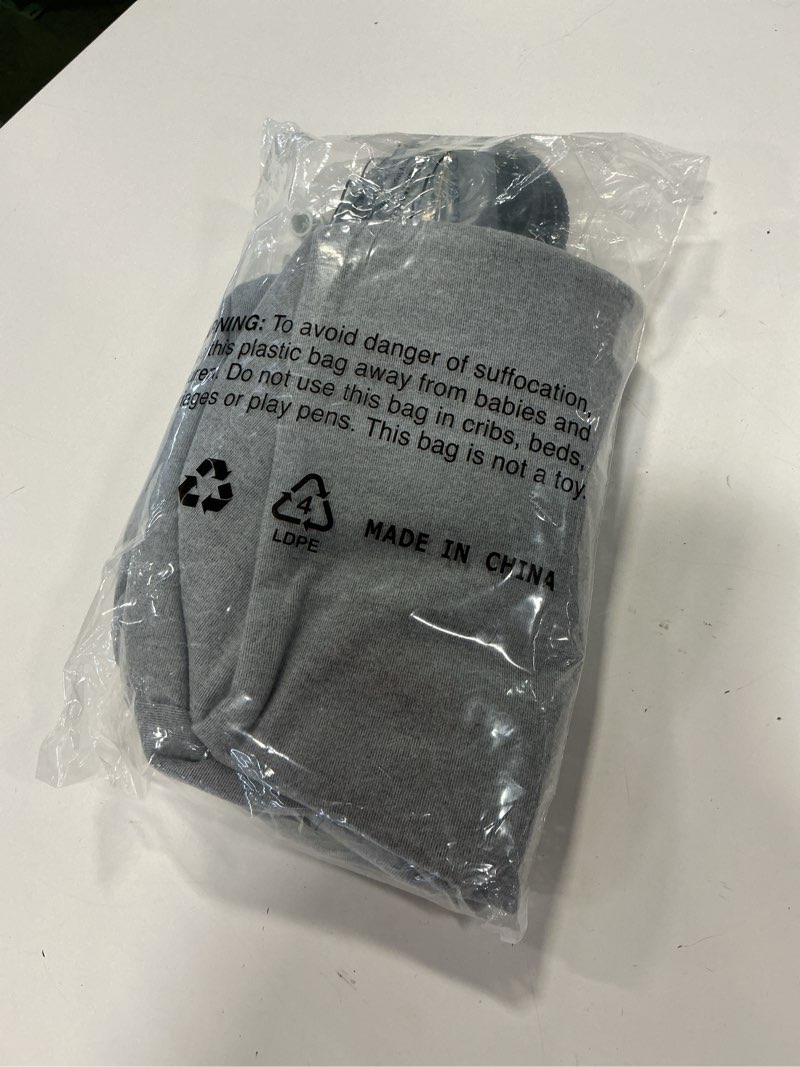 NING: To avoid danger of suffocation,
this plastic bag away from babies and
ren. Do not use this bag in cribs, beds,
ages or play pens. This bag is not a toy.
4
LDPE
MADE IN CHINA